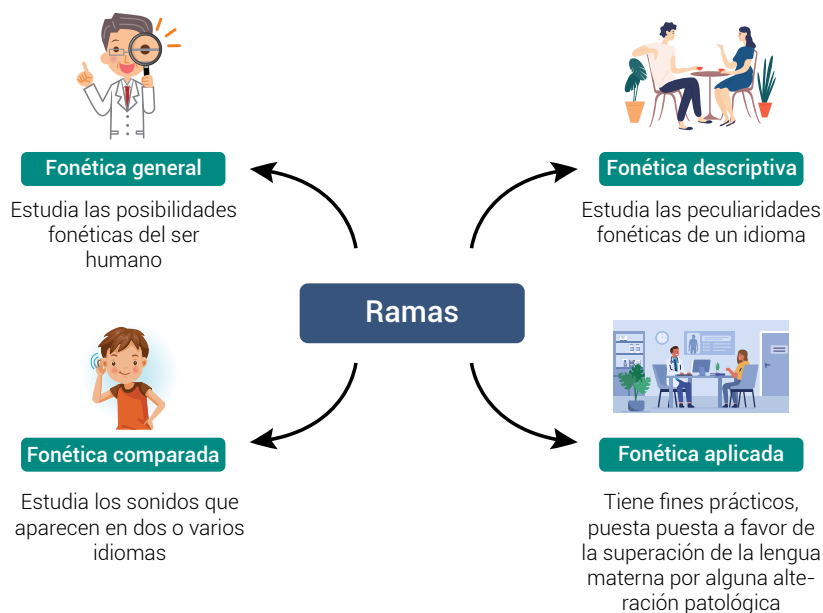 Fonética general
Estudia las posibilidades
fonéticas del ser
humano
Fonética descriptiva
Estudia las peculiaridades
fonéticas de un idioma
Ramas
Fonética comparada
Estudia los sonidos que
aparecen en dos o varios
idiomas
Fonética aplicada
Tiene fines prácticos,
puesta puesta a favor de
la superación de la lengua
materna por alguna alte-
ración patológica